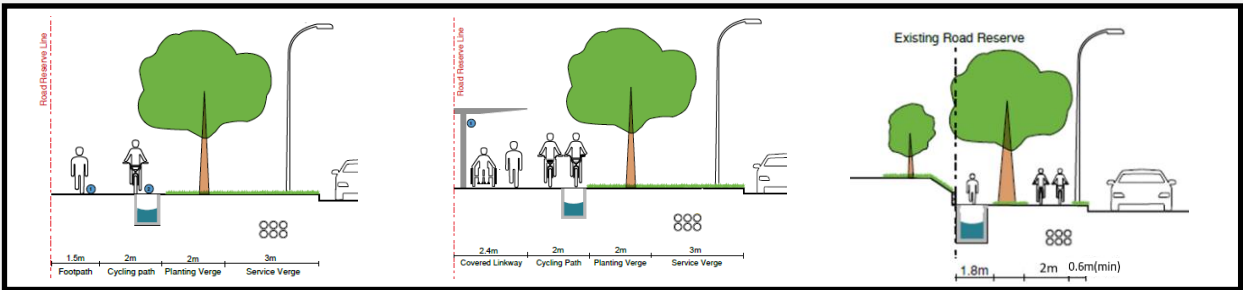 Road Reserve Line
1.5m 2m 2m 3m
Footpath Cycling path Planting Verge Service Verge
Road Reserve Line
2.4m 2m 2m 3m
Covered Linkway Cycling Path Planting Verge Service Verge
Existing Road Reserve
1.8m 2m 0.6m(min)